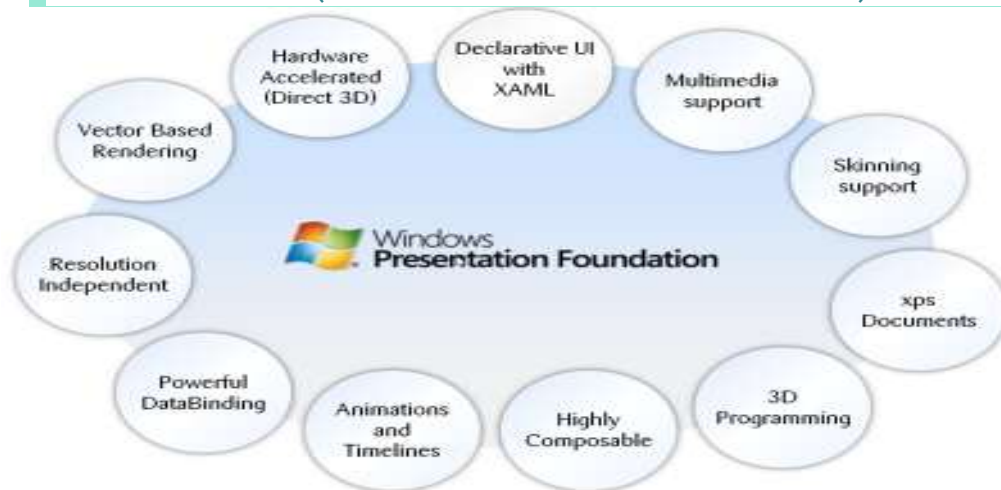 Hardware
Accelerated
(Direct 3D)
Declarative UI
with
XAML
Multimedia
support
Vector Based
Rendering
Skinning
support
Windows
Presentation Foundation
Resolution
Independent
xps
Documents
Powerful
DataBinding
Animations
and
Timelines
Highly
Composable
3D
Programming